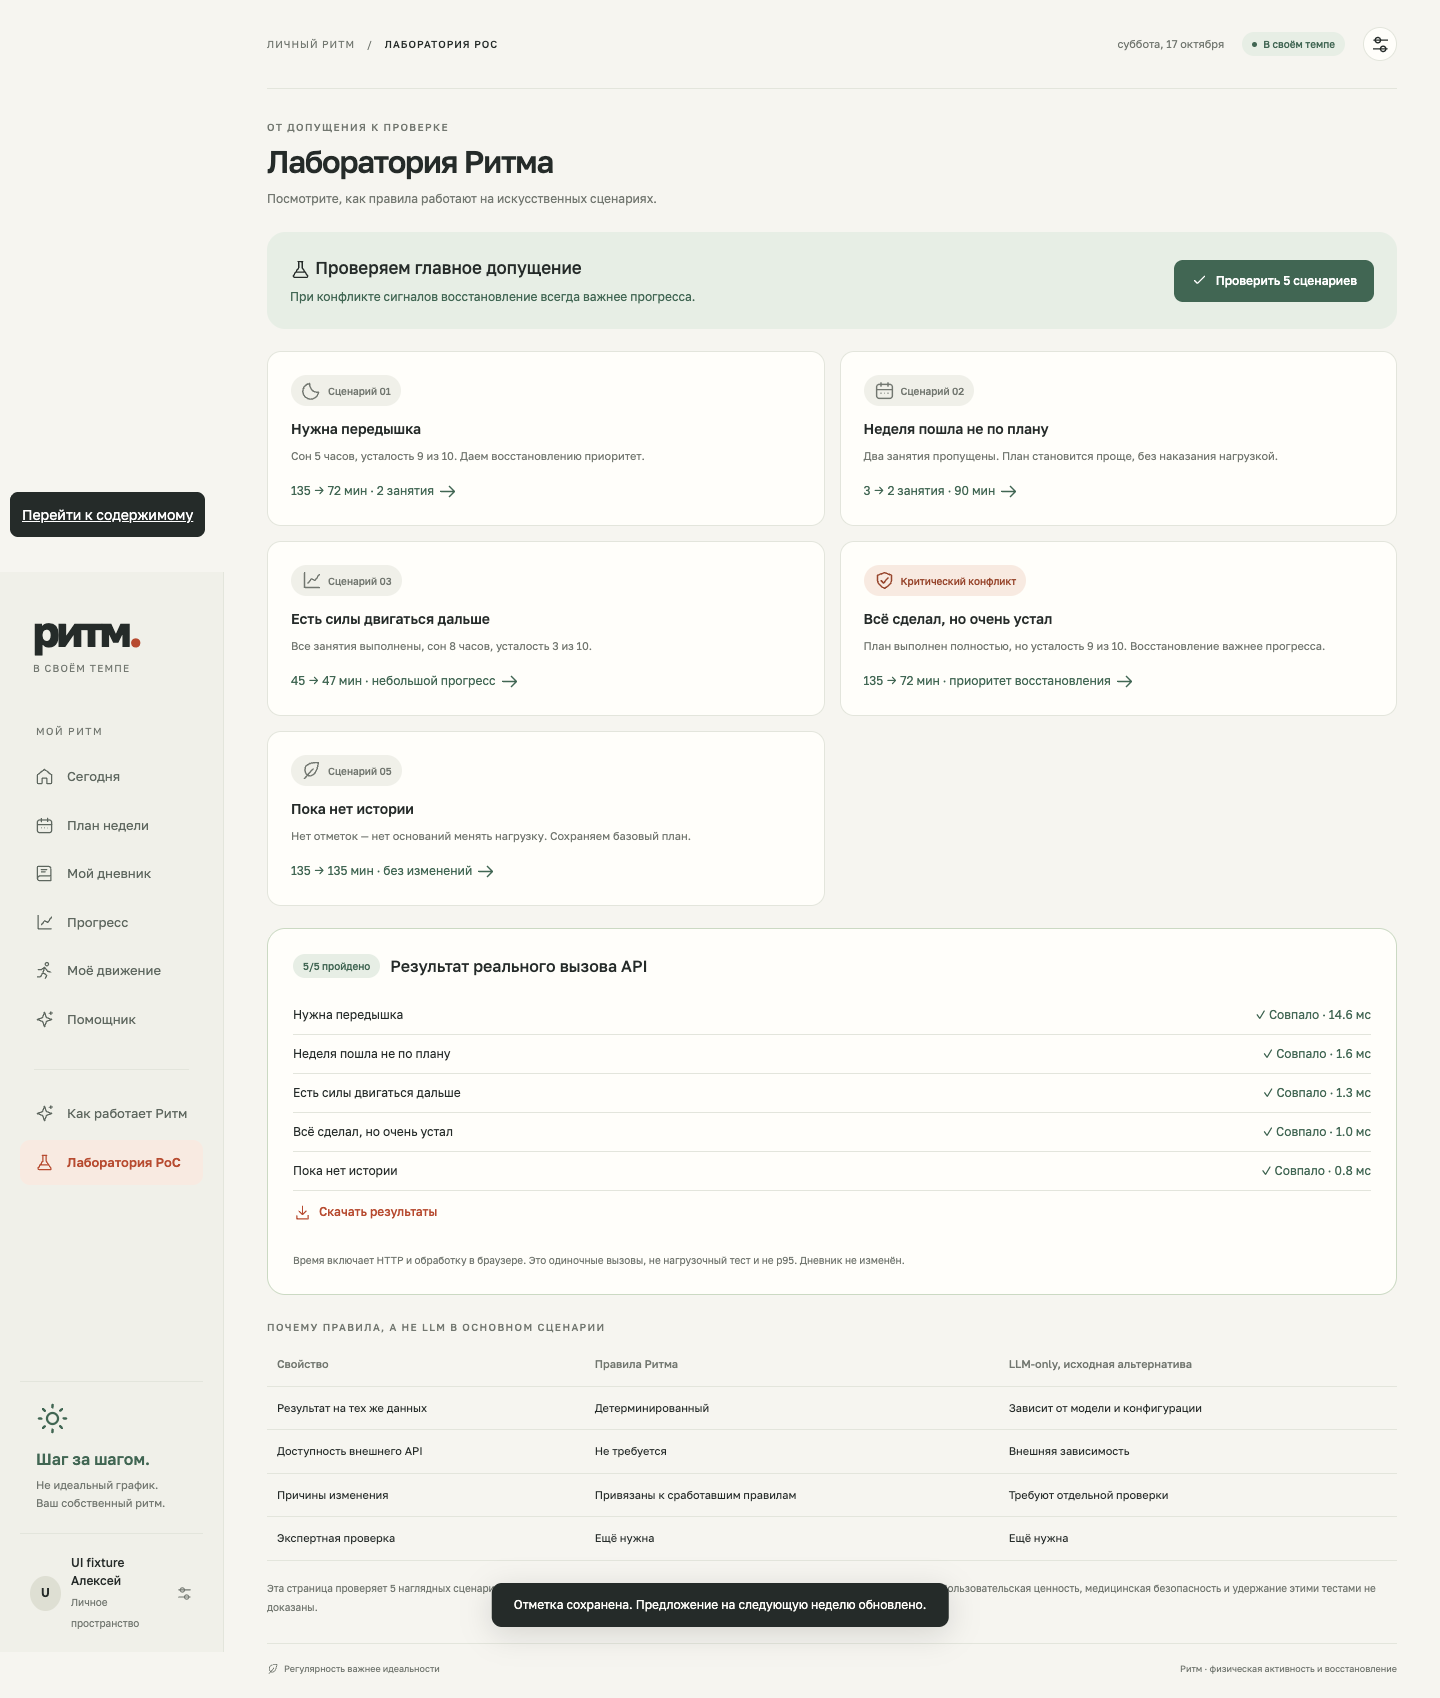 ЛИЧНЫЙ РИТМ / ЛАБОРАТОРИЯ РОС
суббота, 17 октября
В своём темпе
ОТ ДОПУЩЕНИЯ К ПРОВЕРКЕ
Лаборатория Ритма
Посмотрите, как правила работают на искусственных сценариях.
Проверяем главное допущение
При конфликте сигналов восстановление всегда важнее прогресса.
Проверить 5 сценариев
Сценарий 01
Нужна передышка
Сон 5 часов, усталость 9 из 10. Даем восстановлению приоритет.
135 → 72 мин · 2 занятия →
Сценарий 02
Неделя пошла не по плану
Два занятия пропущены. План становится проще, без наказания нагрузкой.
3 → 2 занятия · 90 мин →
Сценарий 03
Есть силы двигаться дальше
Все занятия выполнены, сон 8 часов, усталость 3 из 10.
45 → 47 мин · небольшой прогресс →
Критический конфликт
Всё сделал, но очень устал
План выполнен полностью, но усталость 9 из 10. Восстановление важнее прогресса.
135 → 72 мин · приоритет восстановления →
Сценарий 05
Пока нет истории
Нет отметок — нет оснований менять нагрузку. Сохраняем базовый план.
135 → 135 мин · без изменений →
5/5 пройдено
Результат реального вызова API
Нужна передышка ✓ Совпало · 14.6 мс
Неделя пошла не по плану ✓ Совпало · 1.6 мс
Есть силы двигаться дальше ✓ Совпало · 1.3 мс
Всё сделал, но очень устал ✓ Совпало · 1.0 мс
Пока нет истории ✓ Совпало · 0.8 мс
Скачать результаты
Время включает HTTP и обработку в браузере. Это одиночные вызовы, не нагрузочный тест и не p95. Дневник не изменён.
ПОЧЕМУ ПРАВИЛА, А НЕ LLM В ОСНОВНОМ СЦЕНАРИИ
Свойство Правила Ритма LLM-only, исходная альтернатива
Результат на тех же данных Детерминированный Зависит от модели и конфигурации
Доступность внешнего API Не требуется Внешняя зависимость
Причины изменения Привязаны к сработавшим правилам Требуют отдельной проверки
Экспертная проверка Ещё нужна Ещё нужна
Эта страница проверяет 5 наглядных ценность, медицинская безопасность и удержание этими тестами не
доказаны.
Отметка сохранена. Предложение на следующую неделю обновлено.
Регулярность важнее идеальности
Ритм · физическая активность и восстановление
Перейти к содержимому
ритм.
В СВОЁМ ТЕМПЕ
МОЙ РИТМ
Сегодня
План недели
Мой дневник
Прогресс
Моё движение
Помощник
Как работает Ритм
Лаборатория РоС
Шаг за шагом.
Не идеальный график.
Ваш собственный ритм.
U
UI fixture
Алексей
Личное
пространство